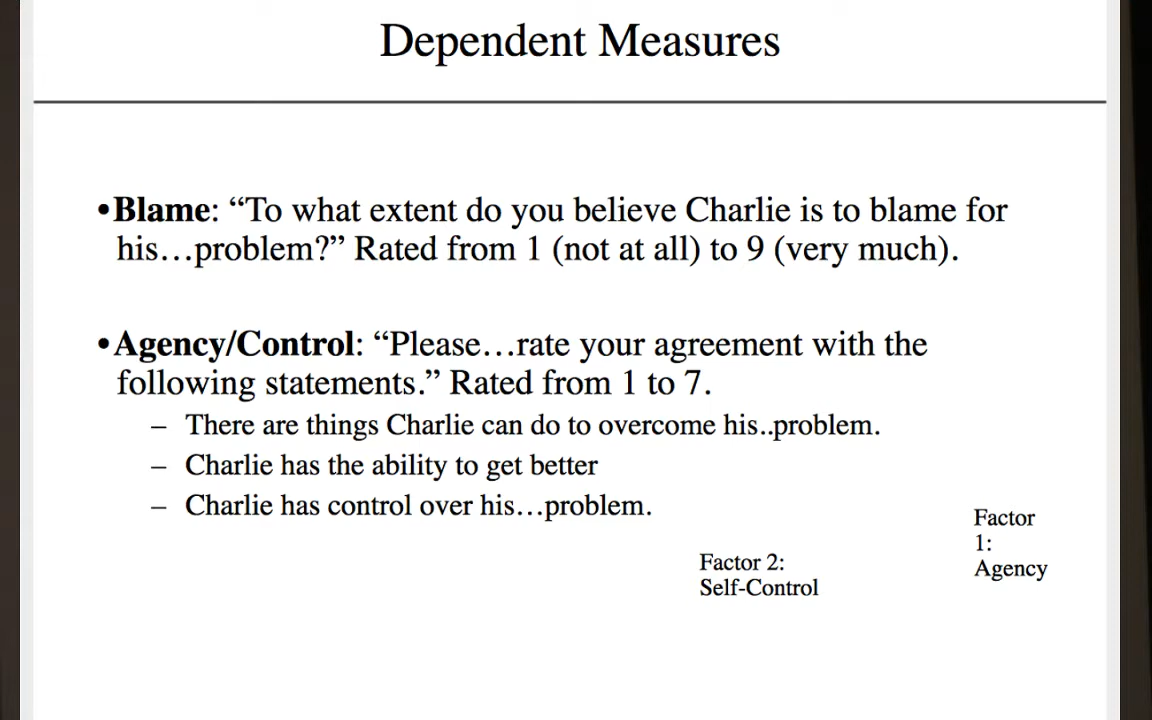 Dependent Measures
•Blame: “To what extent do you believe Charlie is to blame for
his…problem?” Rated from 1 (not at all) to 9 (very much).
•Agency/Control: “Please…rate your agreement with the
following statements.” Rated from 1 to 7.
– There are things Charlie can do to overcome his..problem.
– Charlie has the ability to get better
– Charlie has control over his…problem.
Factor
1:
Agency
Factor 2:
Self-Control